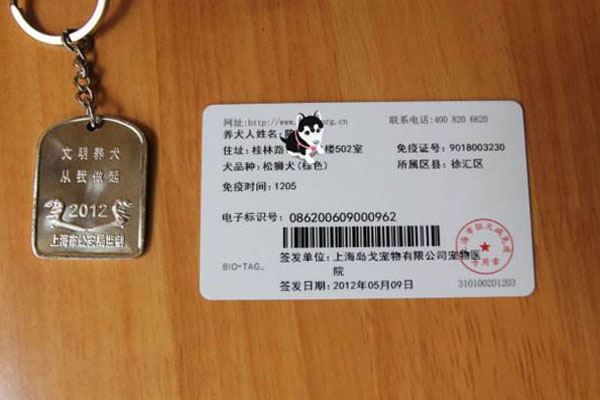 文明养犬
从我做起
2012
上海市公安局监制
网址:http://www. rg.cn
联系电话:400 820 6620
养犬人姓名:
住址: 桂林路 楼502室
免疫证号: 9018003230
犬品种: 松狮犬(棕色)
所属区县: 徐汇区
免疫时间: 1205
电子标识号: 086200609000962
BIO-TAG
签发单位: 上海岛戈宠物有限公司宠物医
院
签发日期: 2012年05月09日
专用章
310100201203